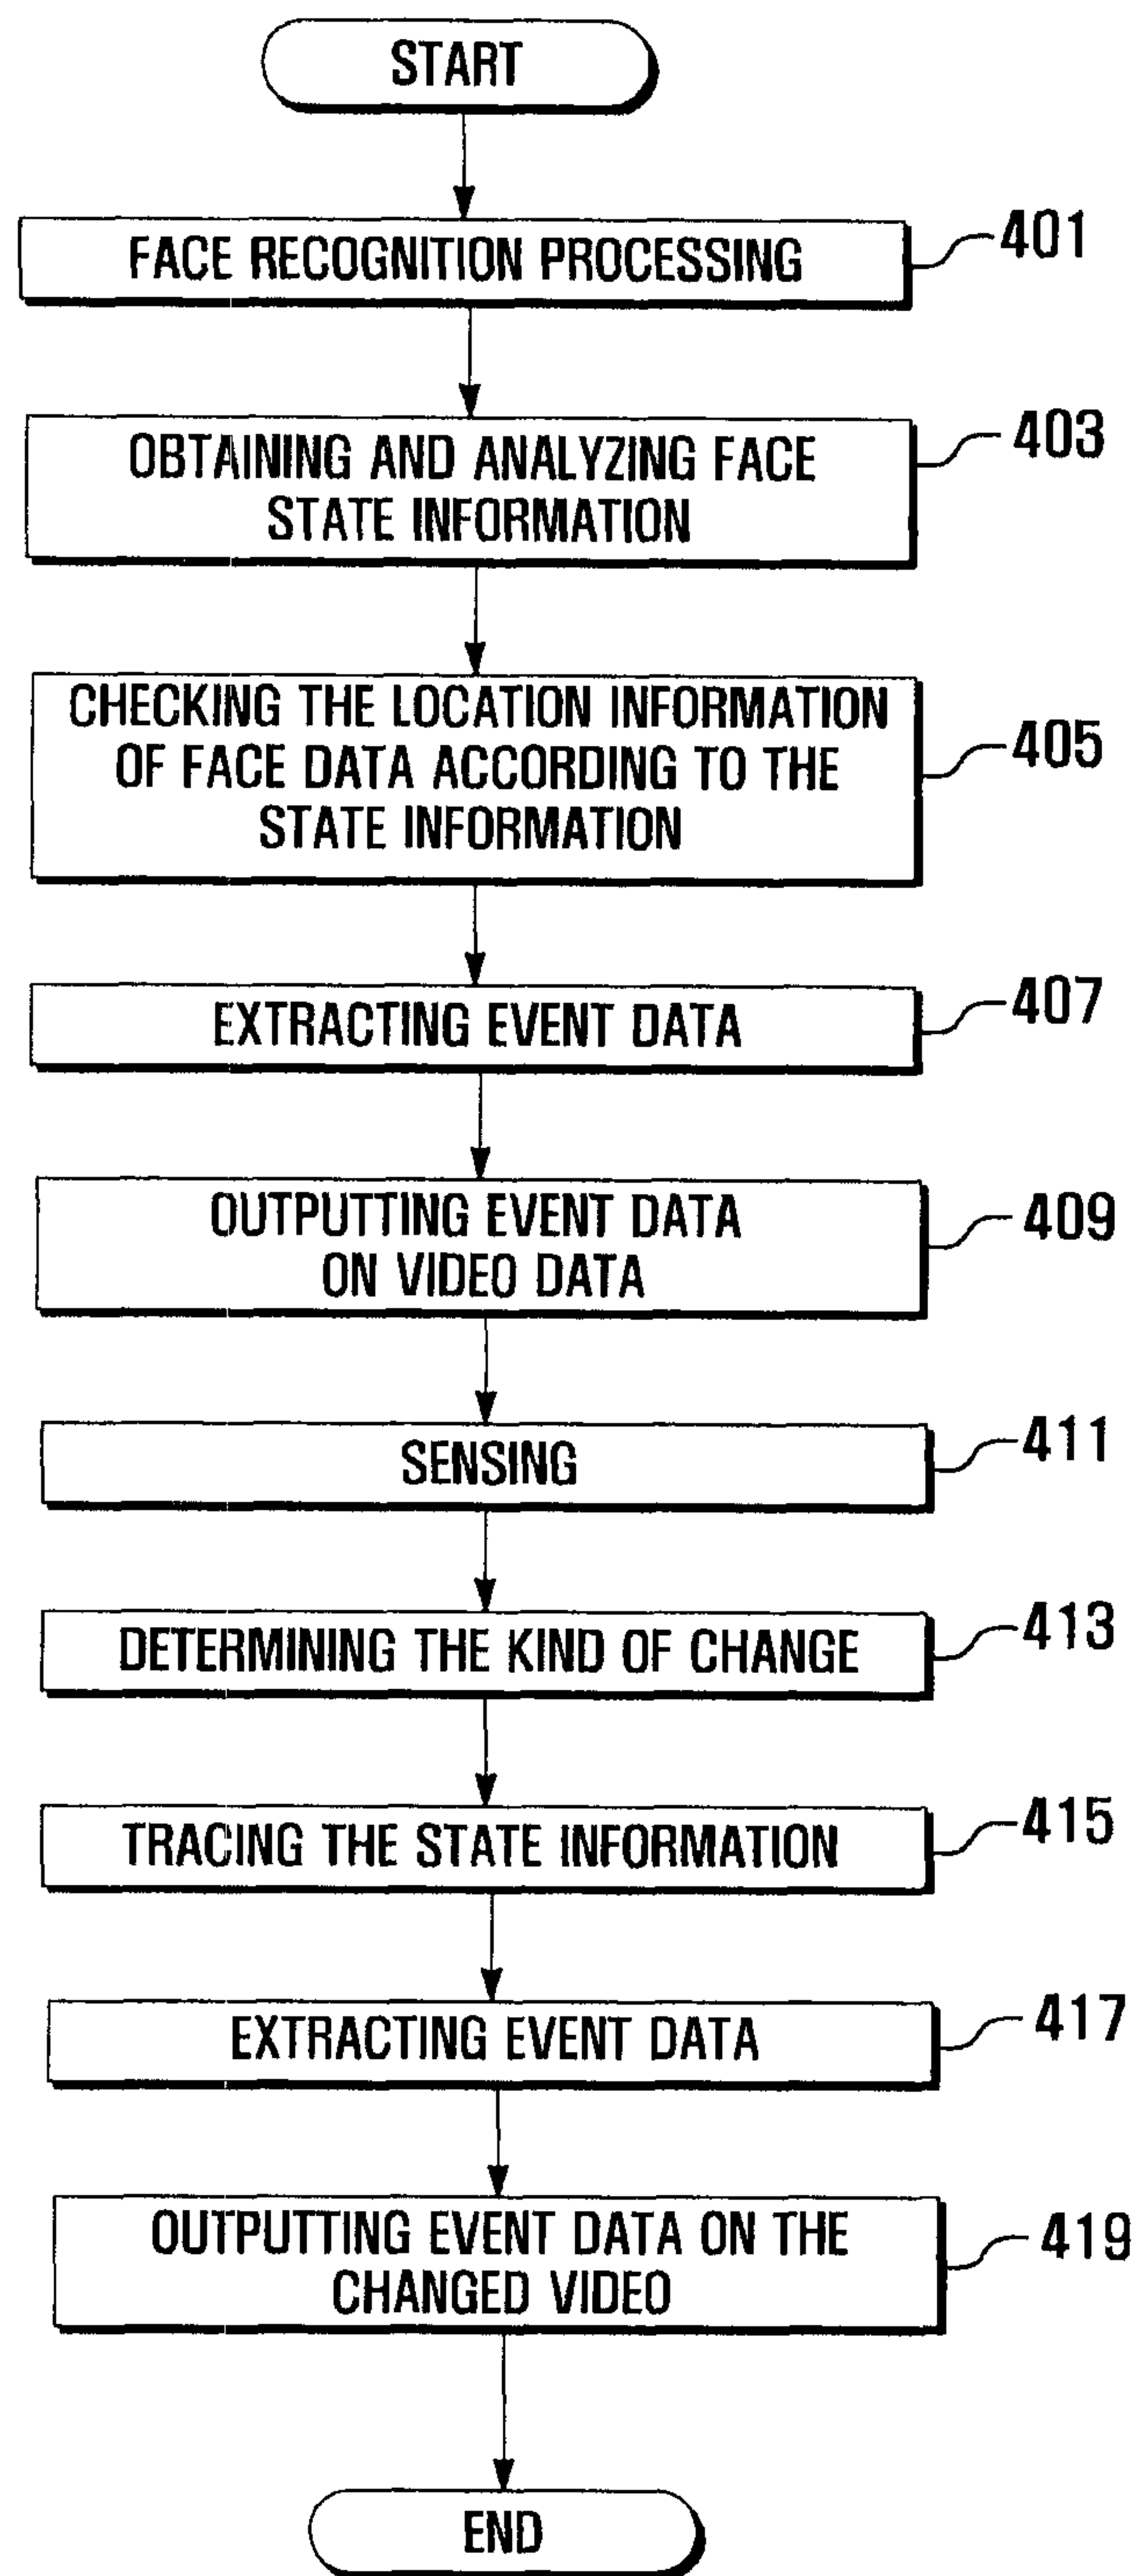 START
FACE RECOGNITION PROCESSING
401
OBTAINING AND ANALYZING FACE
STATE INFORMATION
403
CHECKING THE LOCATION INFORMATION
OF FACE DATA ACCORDING TO THE
STATE INFORMATION
405
EXTRACTING EVENT DATA
407
OUTPUTTING EVENT DATA
ON VIDEO DATA
409
SENSING
411
DETERMINING THE KIND OF CHANGE
413
TRACING THE STATE INFORMATION
415
EXTRACTING EVENT DATA
417
OUTPUTTING EVENT DATA ON THE
CHANGED VIDEO
419
END